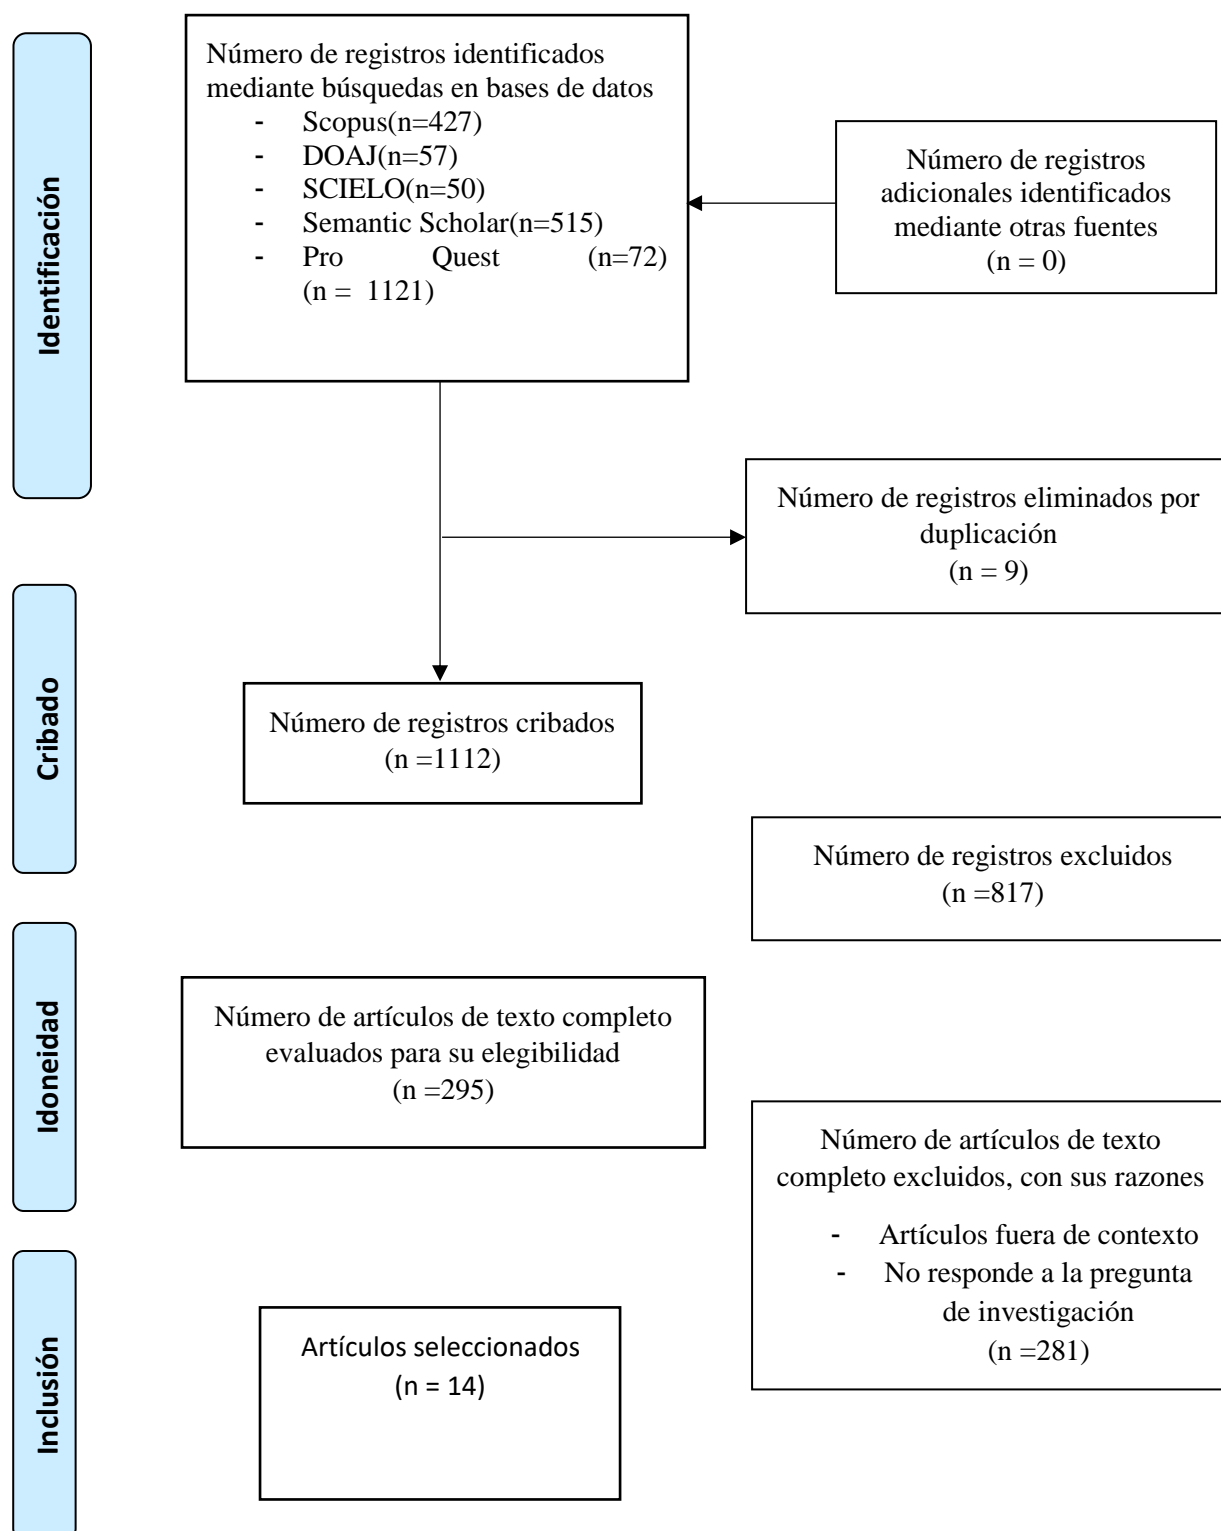 Identificación
Número de registros identificados
mediante búsquedas en bases de datos
- Scopus(n=427)
- DOAJ(n=57)
- SCIELO(n=50)
- Semantic Scholar(n=515)
- Pro Quest (n=72)
(n = 1121)
Número de registros
adicionales identificados
mediante otras fuentes
(n = 0)
Número de registros eliminados por
duplicación
(n = 9)
Cribado
Número de registros cribados
(n =1112)
Número de registros excluidos
(n =817)
Idoneidad
Número de artículos de texto completo
evaluados para su elegibilidad
(n =295)
Número de artículos de texto
completo excluidos, con sus razones
- Artículos fuera de contexto
- No responde a la pregunta
de investigación
(n =281)
Inclusión
Artículos seleccionados
(n = 14)